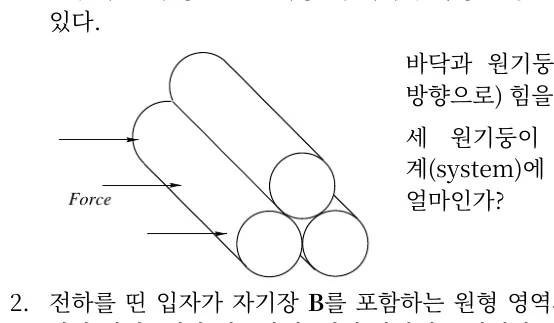 있다.
바닥과 원기둥
방향으로) 힘을
세 원기둥이
계(system)에
얼마인가?
Force
2. 전하를 띤 입자가 자기장 B를 포함하는 원형 영역